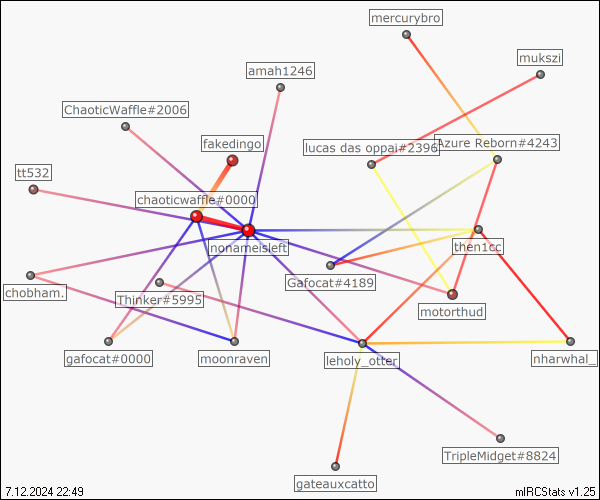 mercurybro
mukszi
amah1246
ChaoticWaffle#2006
fakedingo
lucas das oppai#2396
Azure Reborn#4243
tt532
chaoticwaffle#0000
nonameisleft
then1cc
Gafocat#4189
chobham.
Thinker#5995
motorthud
gafocat#0000
moonraven
leholy_otter
nharwhal_
TripleMidget#8824
gateauxcatto
7.12.2024 22:49
mIRCStats v1.25